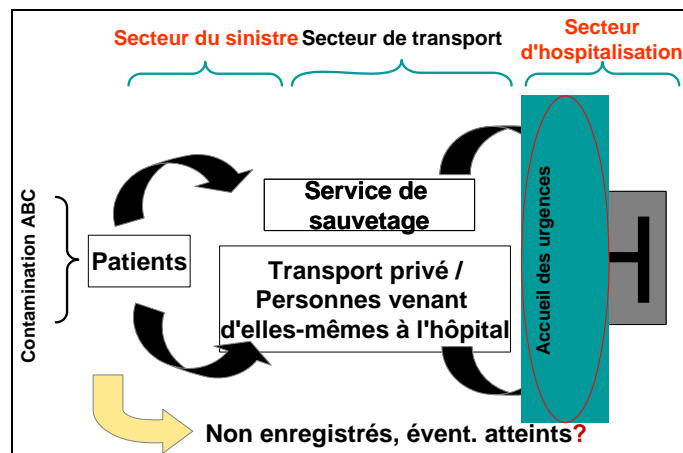 Secteur du sinistre
Secteur de transport
Secteur
d'hospitalisation
Contamination ABC
Patients
Service de
sauvetage
Transport privé /
Personnes venant
d'elles-mêmes à l'hôpital
Accueil des urgences
H
Non enregistrés, évent. atteints?